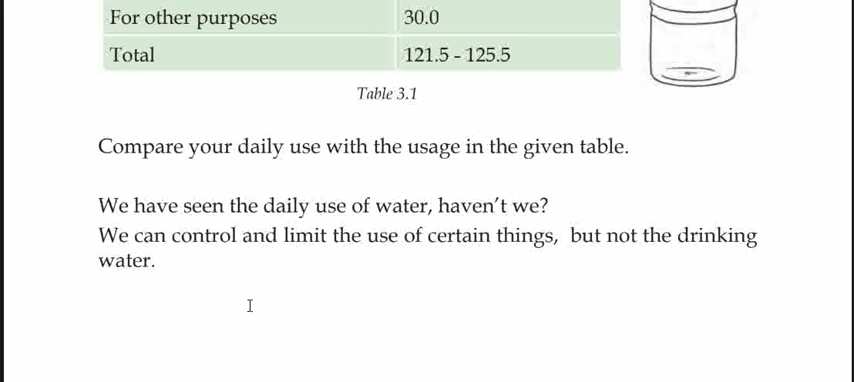 For other purposes 30.0
Total 121.5 - 125.5
Table 3.1
Compare your daily use with the usage in the given table.
We have seen the daily use of water, haven't we?
We can control and limit the use of certain things,  but not the drinking
water.